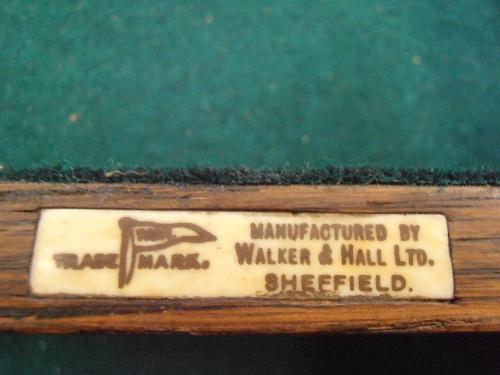 W&H
TRADE MARK.
MANUFACTURED BY
WALKER & HALL LTD.
SHEFFIELD.